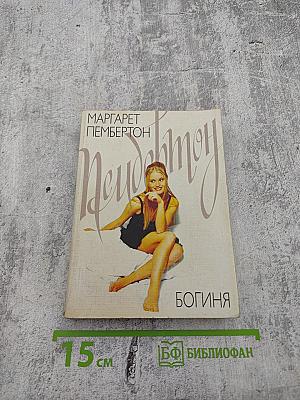 МАРГАРЕТ
ПЕМБЕРТОН
Пембертон
БОГИНЯ
15 см
БФ БИБЛИОФАН